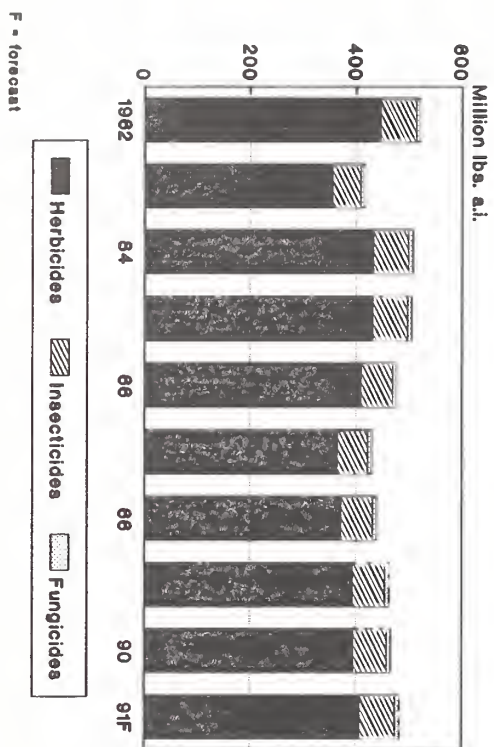 Million lbs. a.i.
600
400
200
0
1982 84 86 88 90 91F
Herbicides Insecticides Fungicides
F = forecast